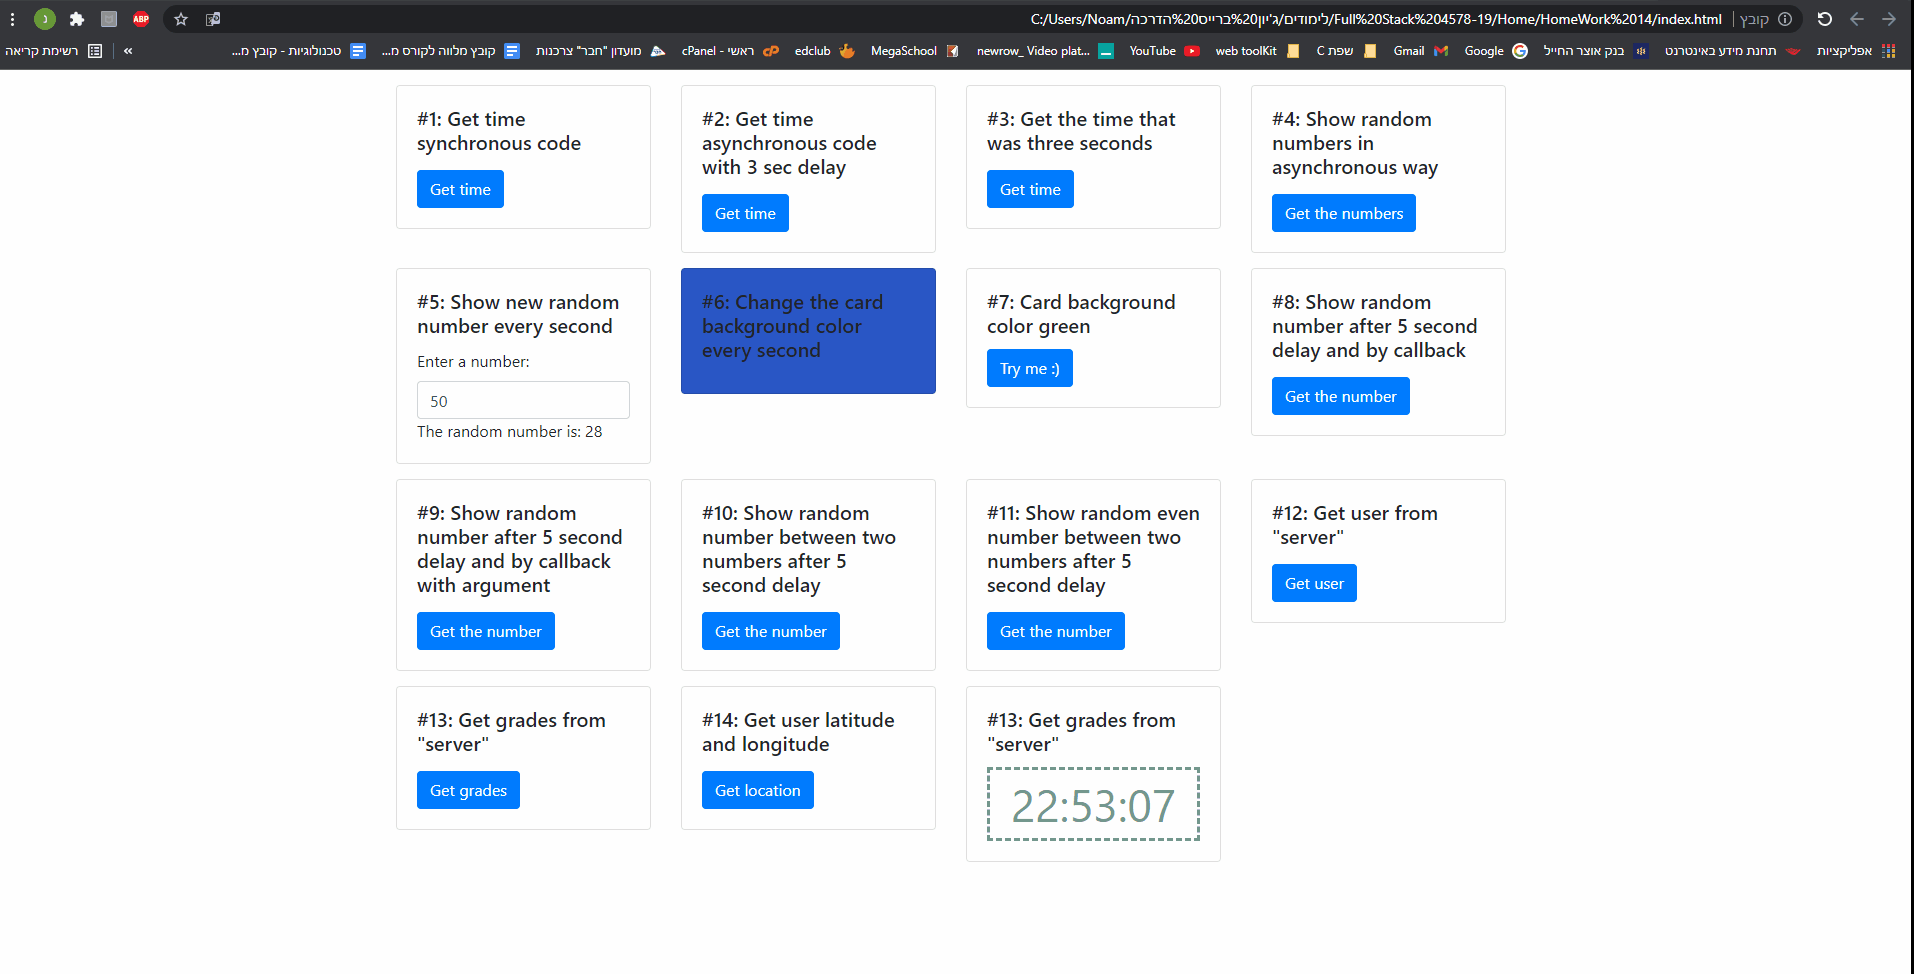 C:/Users/Noam/לימודים/ג'יון%20ברייס%20הדרכה/Full%20Stack%204578-19/Home/HomeWork%2014/index.html | קובץ
אפליקציות
תחנת מידע באינטרנט
בנק אוצר החייל
Google
Gmail
שפת C
web toolKit
YouTube
newrow_ Video plat...
MegaSchool
edclub
cPanel - ראשי
מועדון "חבר" צרכנות
קובץ מלווה לקורס מ...
טכנולוגיות - קובץ מ...
»
רשימת קריאה
ABP
#1: Get time
synchronous code
Get time
#2: Get time
asynchronous code
with 3 sec delay
Get time
#3: Get the time that
was three seconds
Get time
#4: Show random
numbers in
asynchronous way
Get the numbers
#5: Show new random
number every second
Enter a number:
50
The random number is: 28
#6: Change the card
background color
every second
#7: Card background
color green
Try me :)
#8: Show random
number after 5 second
delay and by callback
Get the number
#9: Show random
number after 5 second
delay and by callback
with argument
Get the number
#10: Show random
number between two
numbers after 5
second delay
Get the number
#11: Show random even
number between two
numbers after 5
second delay
Get the number
#12: Get user from
"server"
Get user
#13: Get grades from
"server"
Get grades
#14: Get user latitude
and longitude
Get location
#13: Get grades from
"server"
22:53:07